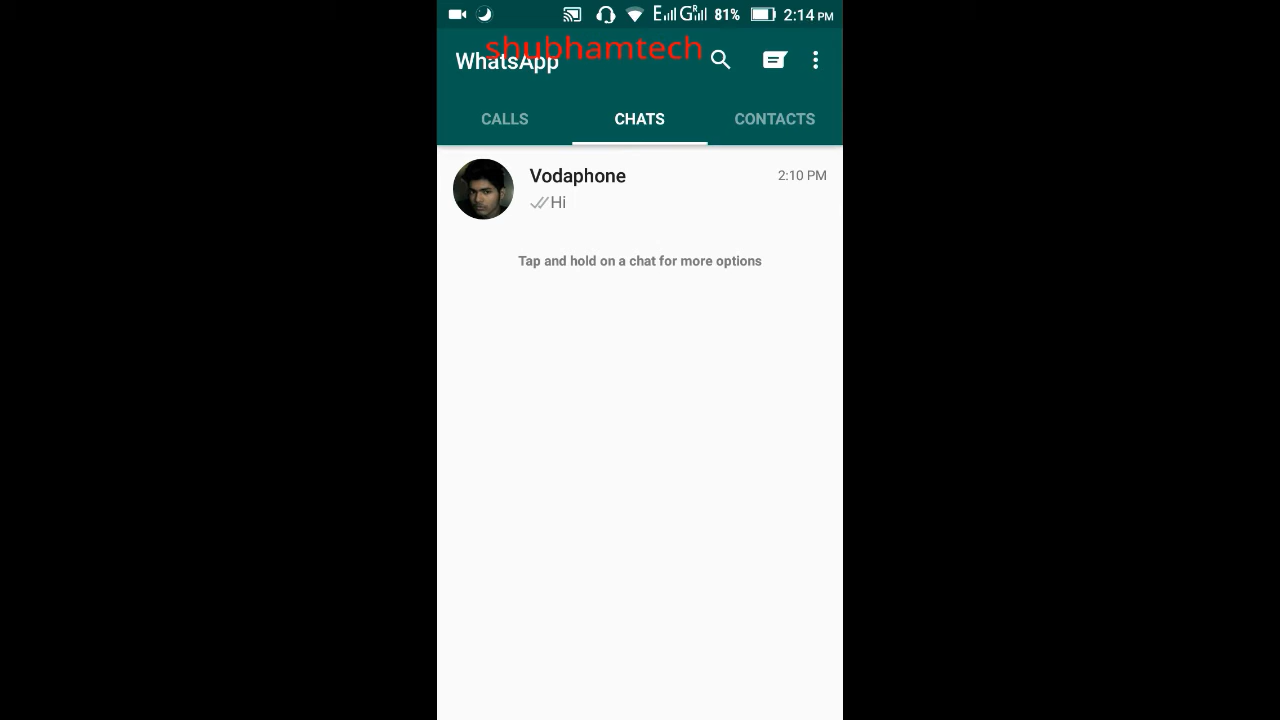 E G R 81% 2:14 PM
shubhamtech
WhatsApp
CALLS CHATS CONTACTS
Vodaphone 2:10 PM
Hi
Tap and hold on a chat for more options